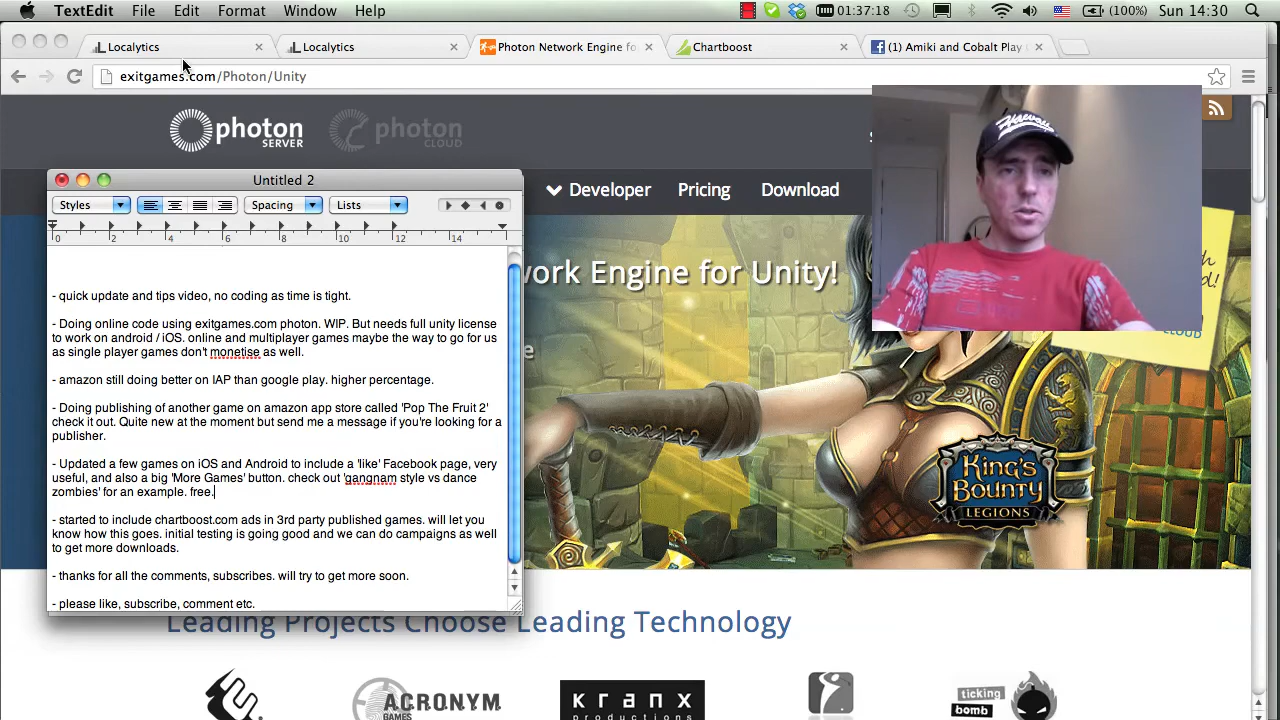 TextEdit File Edit Format Window Help 01:37:18 (100%) Sun 14:30
Localytics Localytics Photon Network Engine fo Chartboost (1) Amiki and Cobalt Play
exitgames.com/Photon/Unity
Hawaii
photon SERVER photon CLOUD
Untitled 2
Developer Pricing Download
Styles Spacing Lists
0 2 4 6 8 10 12 14
work Engine for Unity!
- quick update and tips video, no coding as time is tight.
- Doing online code using exitgames.com photon. WIP. But needs full unity license
to work on android / iOS. online and multiplayer games maybe the way to go for us
as single player games don't monetise as well.
CLOUD
- amazon still doing better on IAP than google play. higher percentage.
- Doing publishing of another game on amazon app store called 'Pop The Fruit 2'
check it out. Quite new at the moment but send me a message if you're looking for a
publisher.
- Updated a few games on iOS and Android to include a 'like' Facebook page, very
useful, and also a big 'More Games' button. check out 'gangnam style vs dance
zombies' for an example. free.
KING'S
BOUNTY
LEGIONS
- started to include chartboost.com ads in 3rd party published games. will let you
know how this goes. initial testing is going good and we can do campaigns as well
to get more downloads.
- thanks for all the comments, subscribes. will try to get more soon.
- please like, subscribe, comment etc.
Leading Projects Choose Leading Technology
ACRONYM
GAMES
KRANX
productions
ticking
bomb